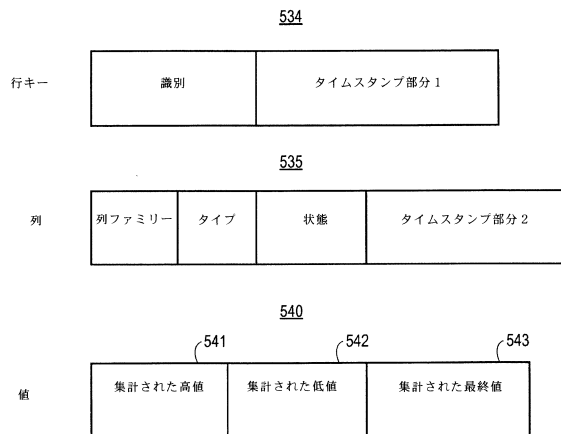 534
行キー
識別
タイムスタンプ部分1
535
列
列ファミリー
タイプ
状態
タイムスタンプ部分2
540
541
542
543
値
集計された高値
集計された低値
集計された最終値